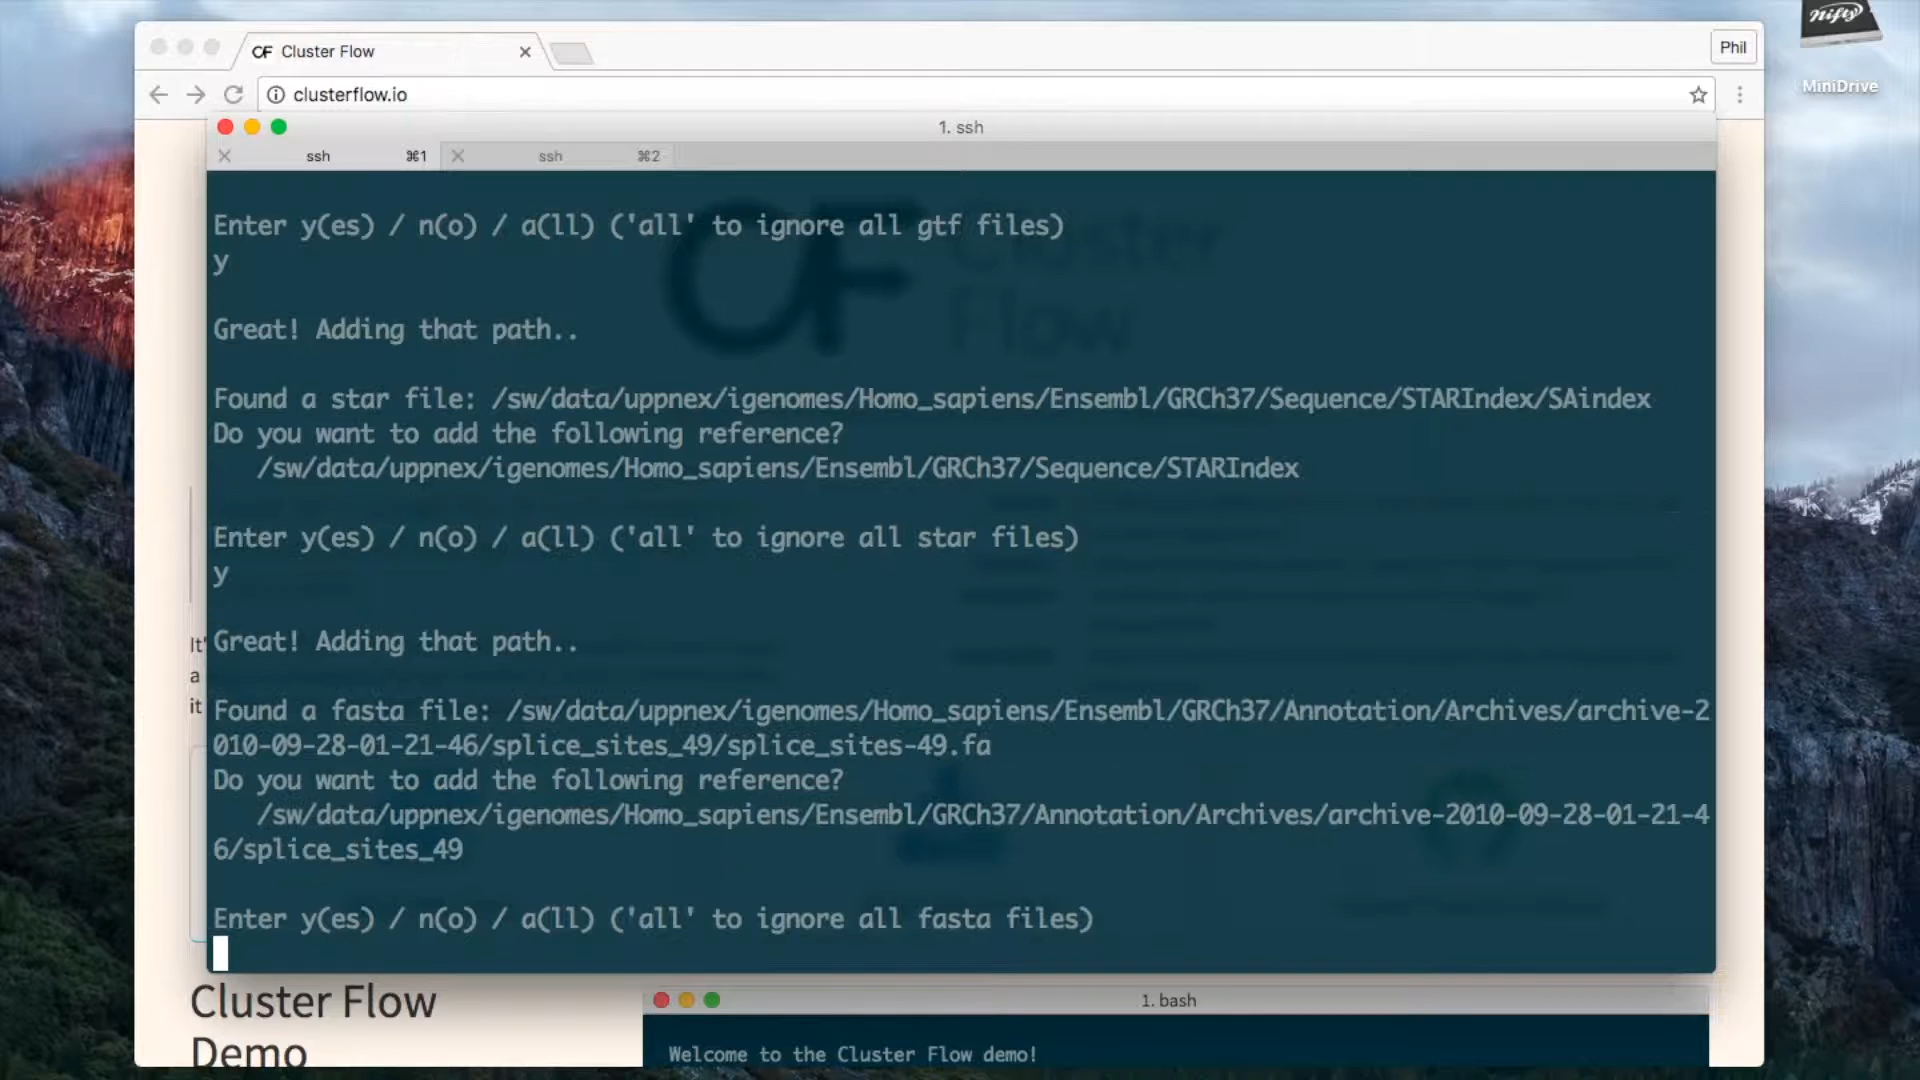 Nifty
MiniDrive
CF Cluster Flow
Phil
clusterflow.io
1. ssh
ssh ⌘1 ssh ⌘2
Enter y(es) / n(o) / a(ll) ('all' to ignore all gtf files)
y
Great! Adding that path..
Found a star file: /sw/data/uppnex/igenomes/Homo_sapiens/Ensembl/GRCh37/Sequence/STARIndex/SAindex
Do you want to add the following reference?
/sw/data/uppnex/igenomes/Homo_sapiens/Ensembl/GRCh37/Sequence/STARIndex
Enter y(es) / n(o) / a(ll) ('all' to ignore all star files)
y
Great! Adding that path..
Found a fasta file: /sw/data/uppnex/igenomes/Homo_sapiens/Ensembl/GRCh37/Annotation/Archives/archive-2
010-09-28-01-21-46/splice_sites_49/splice_sites-49.fa
Do you want to add the following reference?
/sw/data/uppnex/igenomes/Homo_sapiens/Ensembl/GRCh37/Annotation/Archives/archive-2010-09-28-01-21-4
6/splice_sites_49
Enter y(es) / n(o) / a(ll) ('all' to ignore all fasta files)
CF Cluster
Flow
It'
a
it
Cluster Flow
Demo
1. bash
Welcome to the Cluster Flow demo!